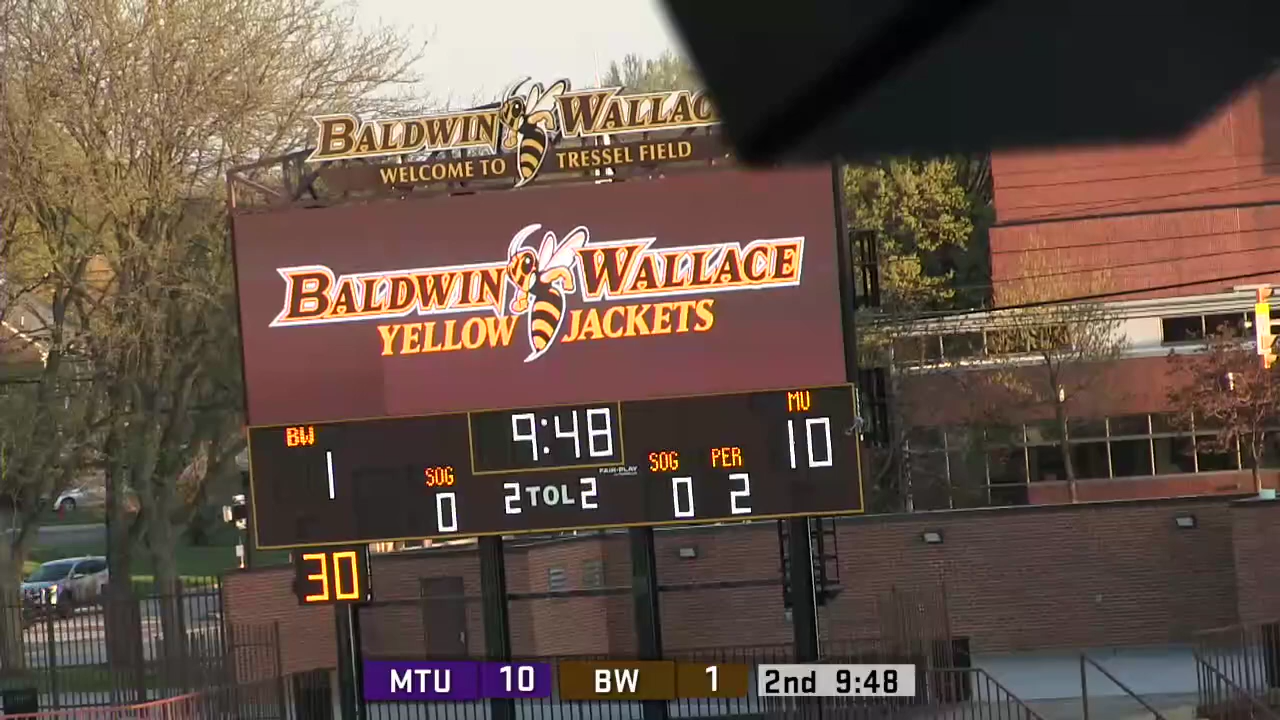 BALDWIN WALLAC
WELCOME TO TRESSEL FIELD
BALDWIN WALLACE
YELLOW JACKETS
BW 9:48 MU
1 10
SOG SOG PER
0 2 TOL 2 0 2
FAIR-PLAY
30
MTU 10 BW 1 2nd 9:48